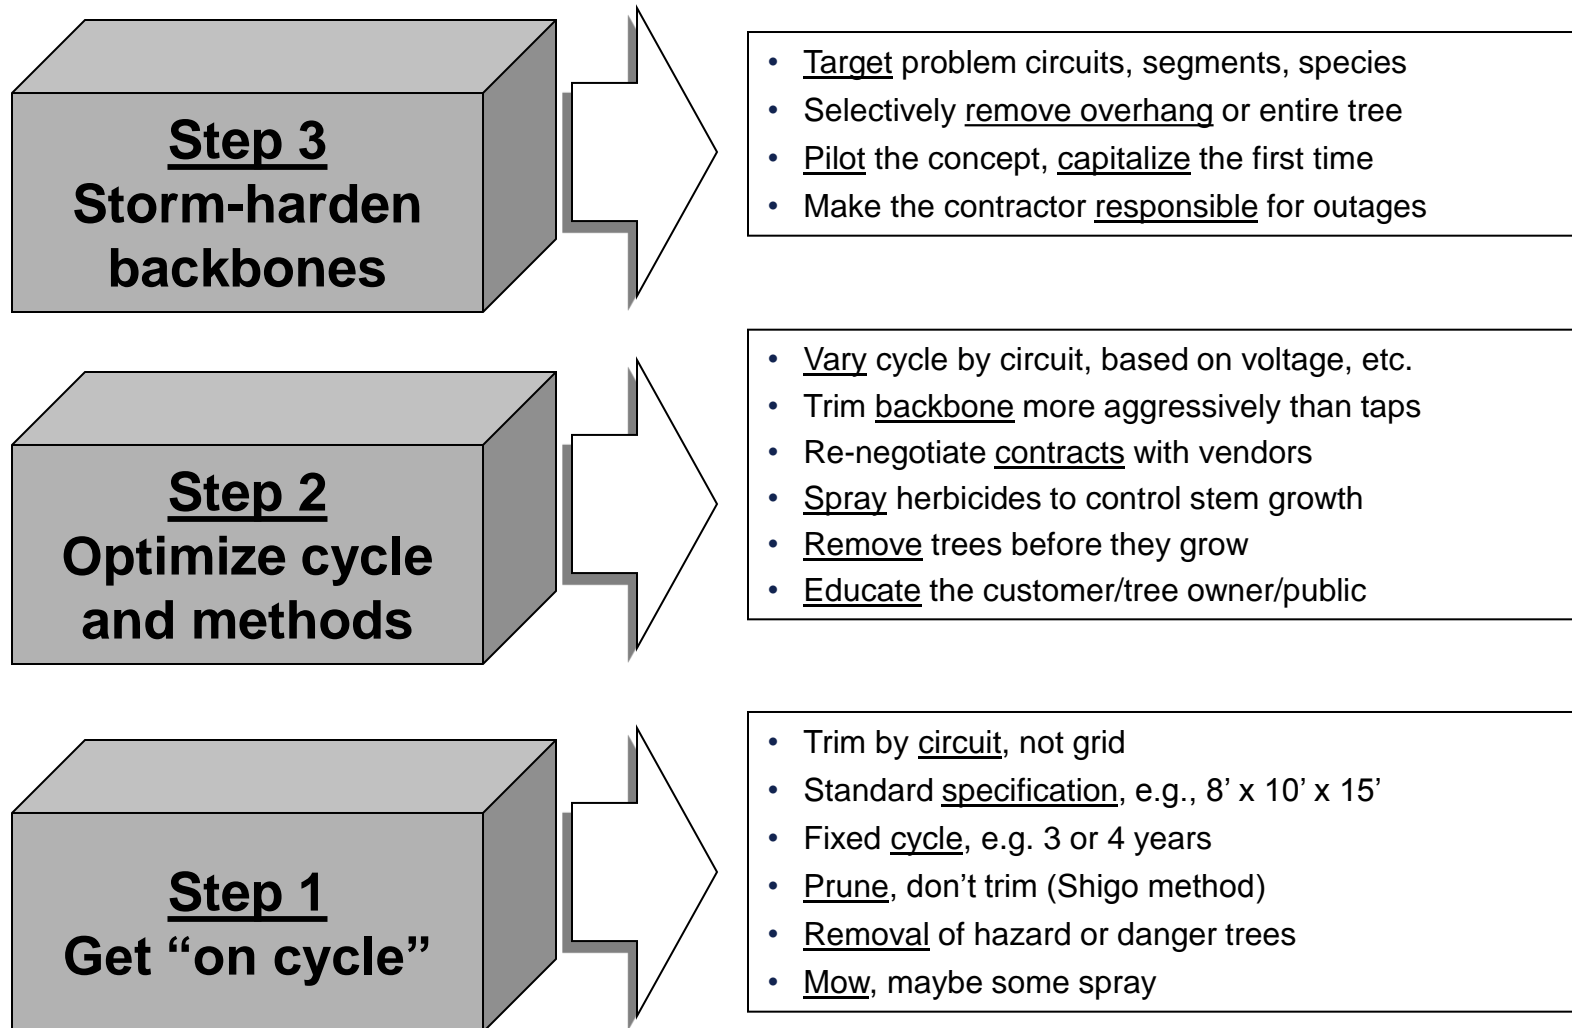 Step 3
Storm-harden
backbones
• Target problem circuits, segments, species
• Selectively remove overhang or entire tree
• Pilot the concept, capitalize the first time
• Make the contractor responsible for outages
Step 2
Optimize cycle
and methods
• Vary cycle by circuit, based on voltage, etc.
• Trim backbone more aggressively than taps
• Re-negotiate contracts with vendors
• Spray herbicides to control stem growth
• Remove trees before they grow
• Educate the customer/tree owner/public
Step 1
Get “on cycle”
• Trim by circuit, not grid
• Standard specification, e.g., 8’ x 10’ x 15’
• Fixed cycle, e.g. 3 or 4 years
• Prune, don’t trim (Shigo method)
• Removal of hazard or danger trees
• Mow, maybe some spray